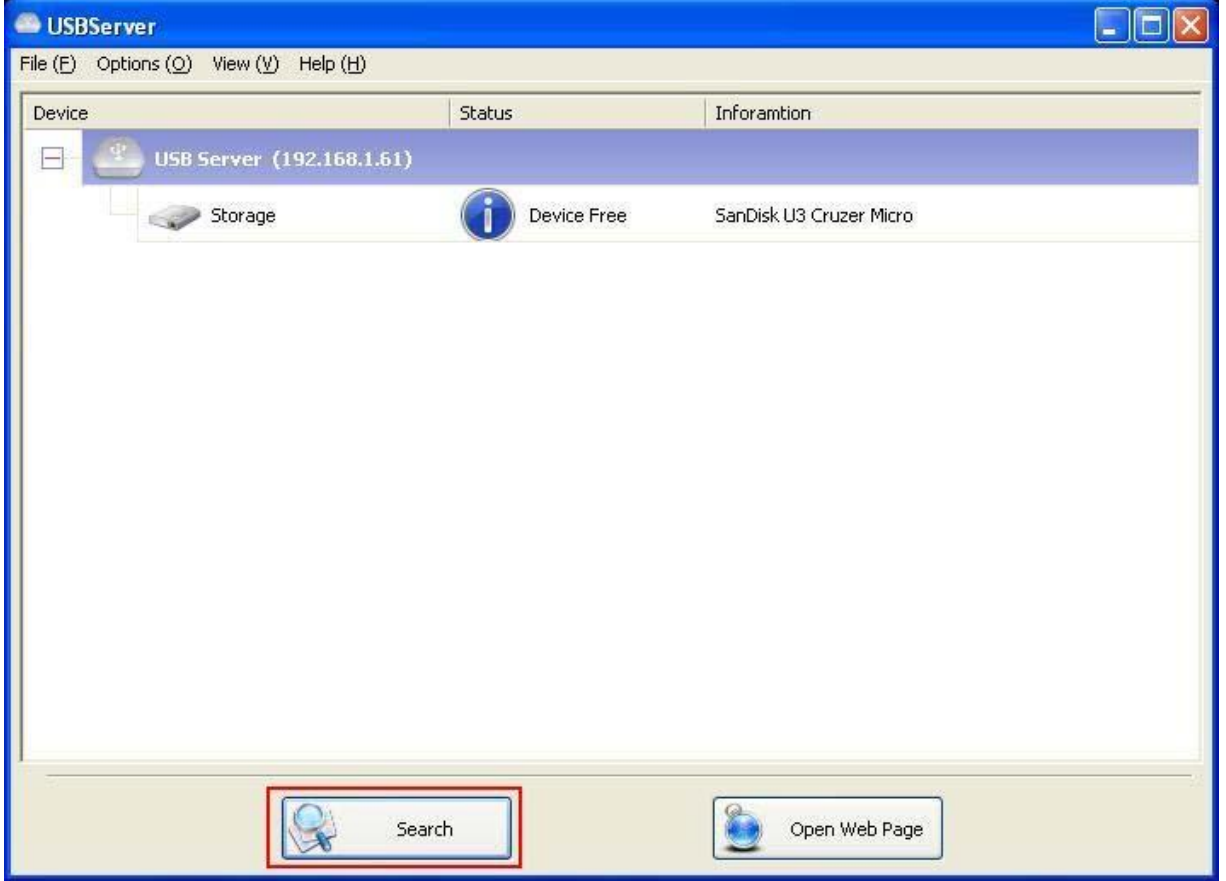 USBServer
File (F) Options (O) View (V) Help (H)
Device Status Inforamtion
USB Server (192.168.1.61)
Storage Device Free SanDisk U3 Cruzer Micro
Search Open Web Page